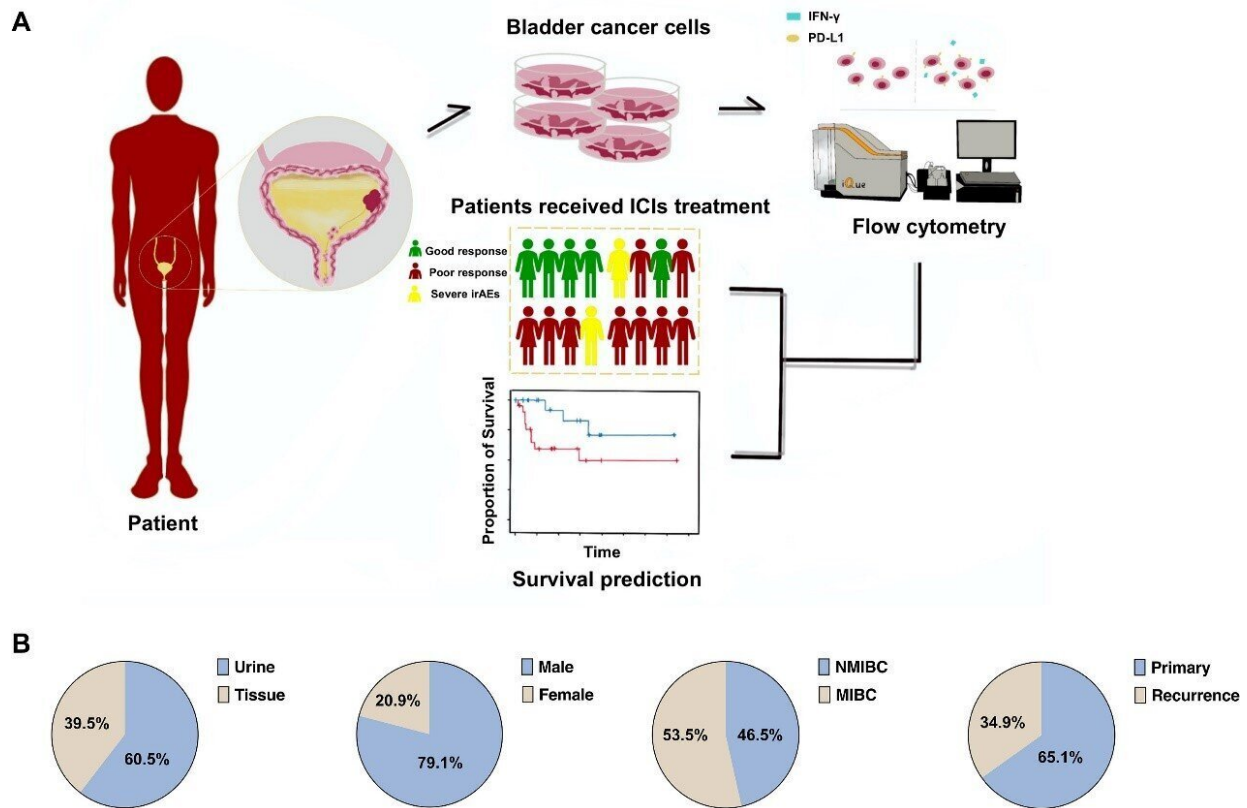 A
Bladder cancer cells
IFN-γ
PD-L1
iQue
Flow cytometry
Patients received ICIs treatment
Good response
Poor response
Severe irAEs
Patient
Proportion of Survival
Time
Survival prediction
B
Urine
Tissue
39.5%
60.5%
Male
Female
20.9%
79.1%
NMIBC
MIBC
53.5%
46.5%
Primary
Recurrence
34.9%
65.1%